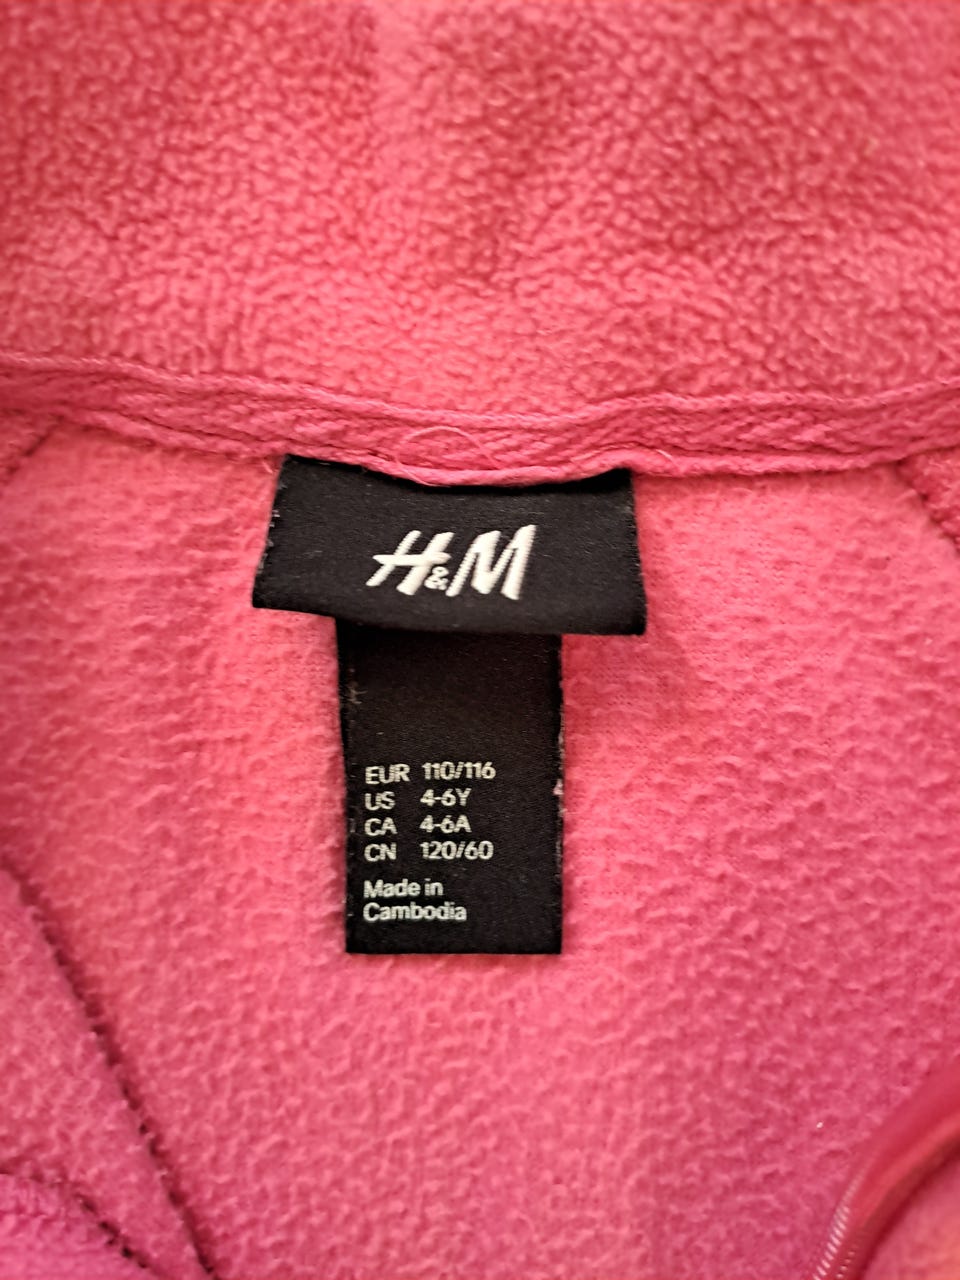 H&M
EUR 110/116
US 4-6Y
CA 4-6A
CN 120/60
Made in
Cambodia